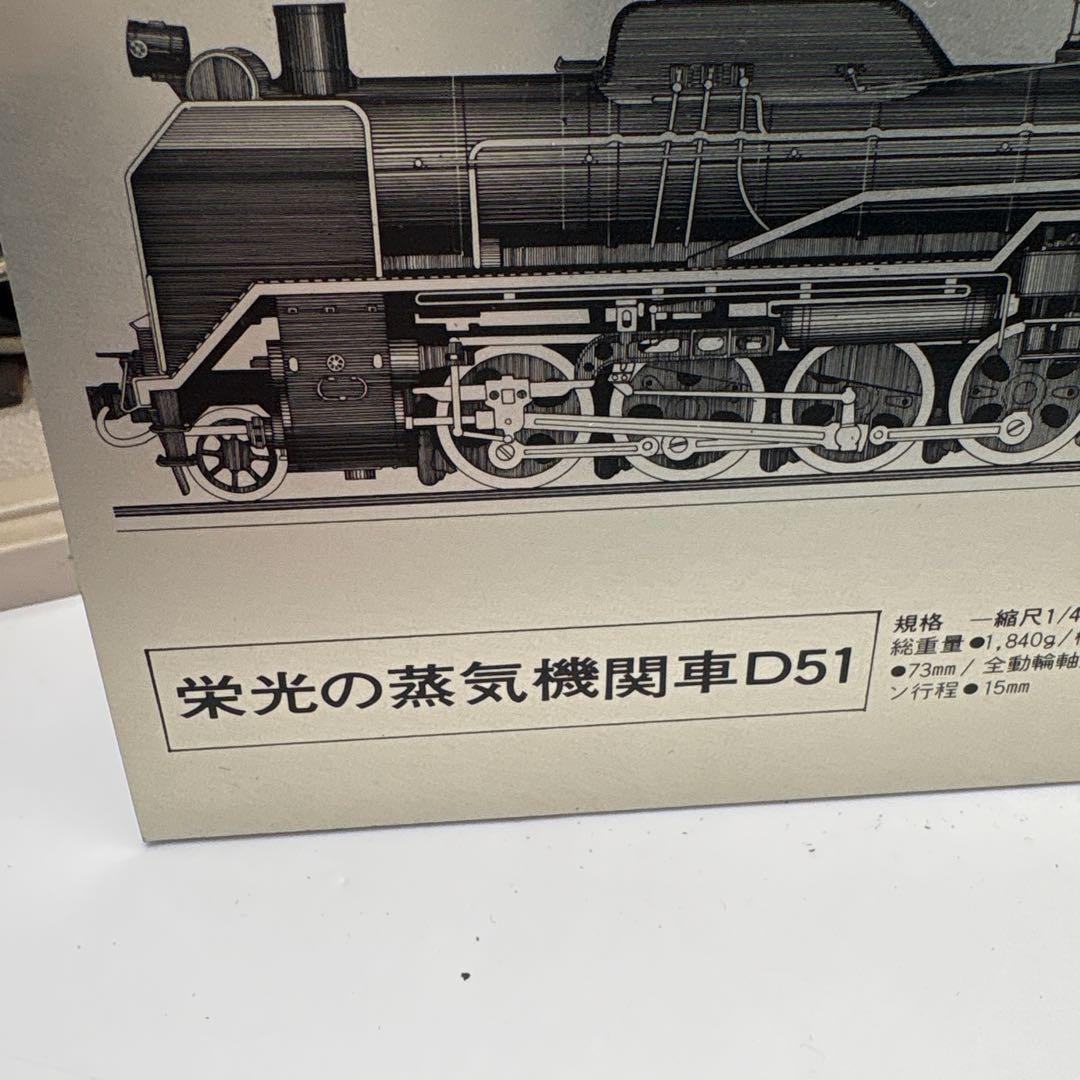 栄光の蒸気機関車D51
規格 ―縮尺1/4
総重量●1,840g/
●73mm/全動輪軸
ン行程●15mm